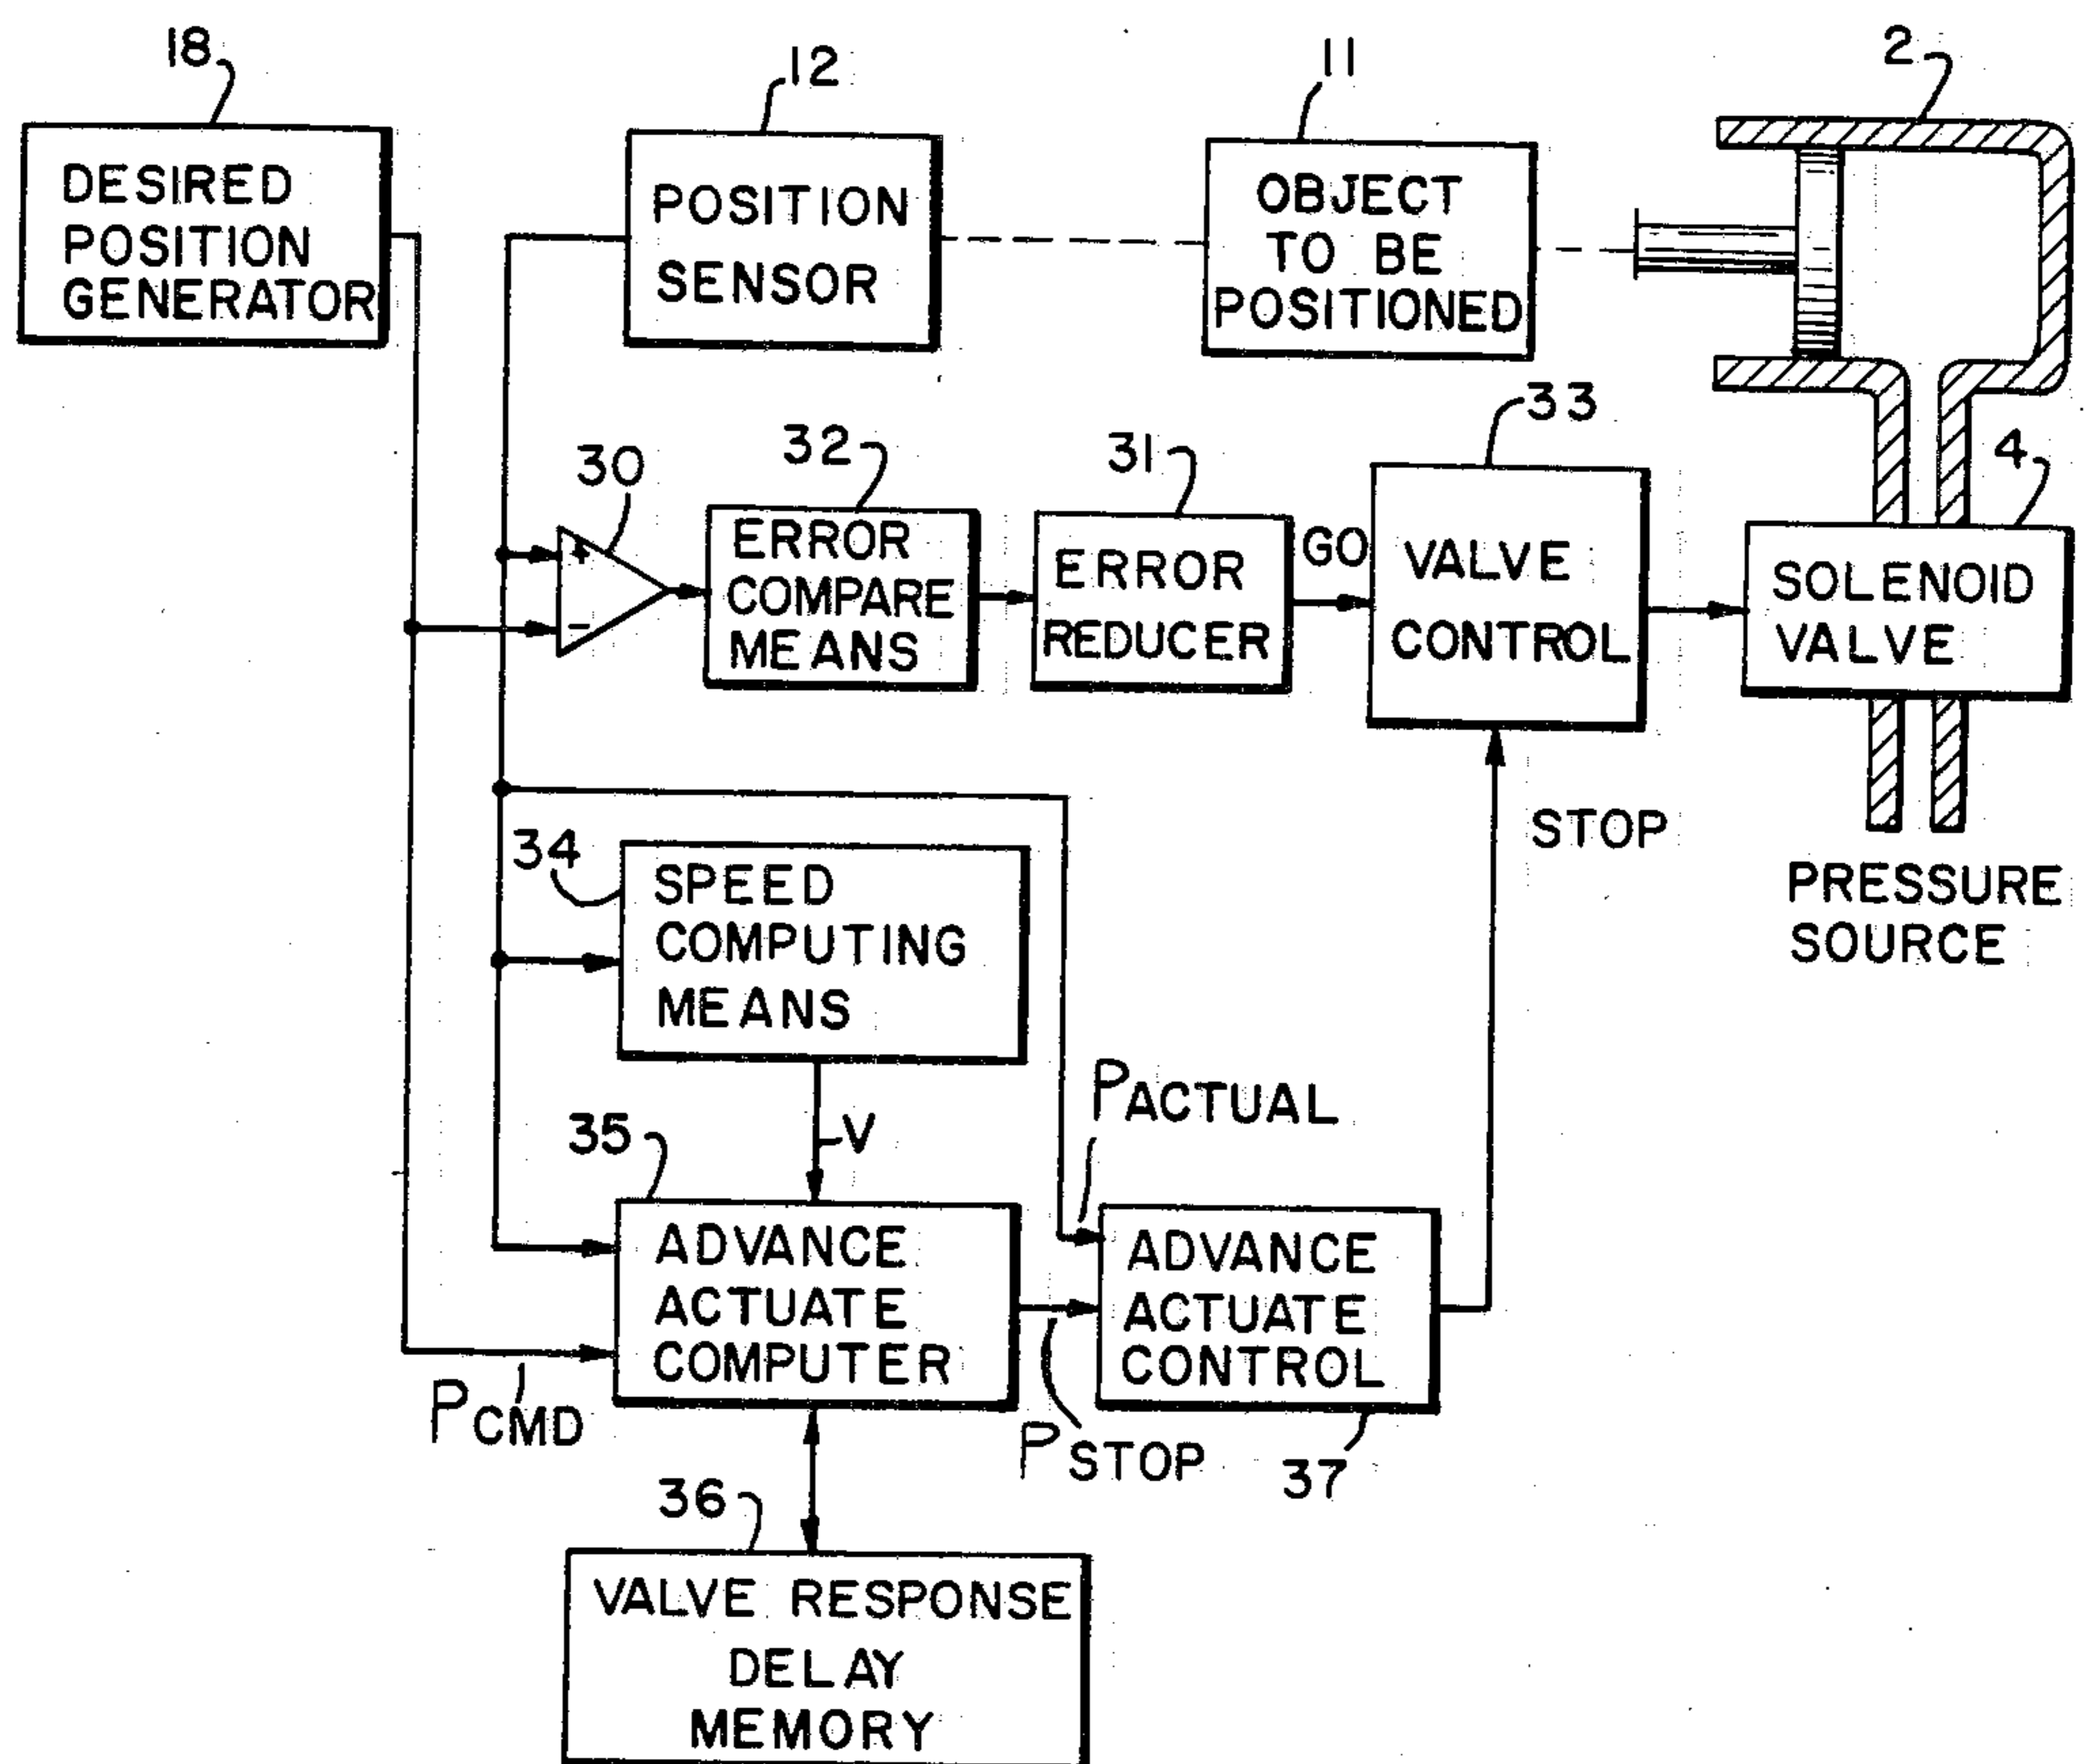 18
12
11
2
DESIRED
POSITION
GENERATOR
POSITION
SENSOR
OBJECT
TO BE
POSITIONED
30
32
31
33
4
+
-
ERROR
COMPARE
MEANS
ERROR
REDUCER
GO
VALVE
CONTROL
SOLENOID
VALVE
STOP
PRESSURE
SOURCE
34
SPEED
COMPUTING
MEANS
V
PACTUAL
35
ADVANCE
ACTUATE
COMPUTER
ADVANCE
ACTUATE
CONTROL
PCMD
PSTOP
37
36
VALVE RESPONSE
DELAY
MEMORY